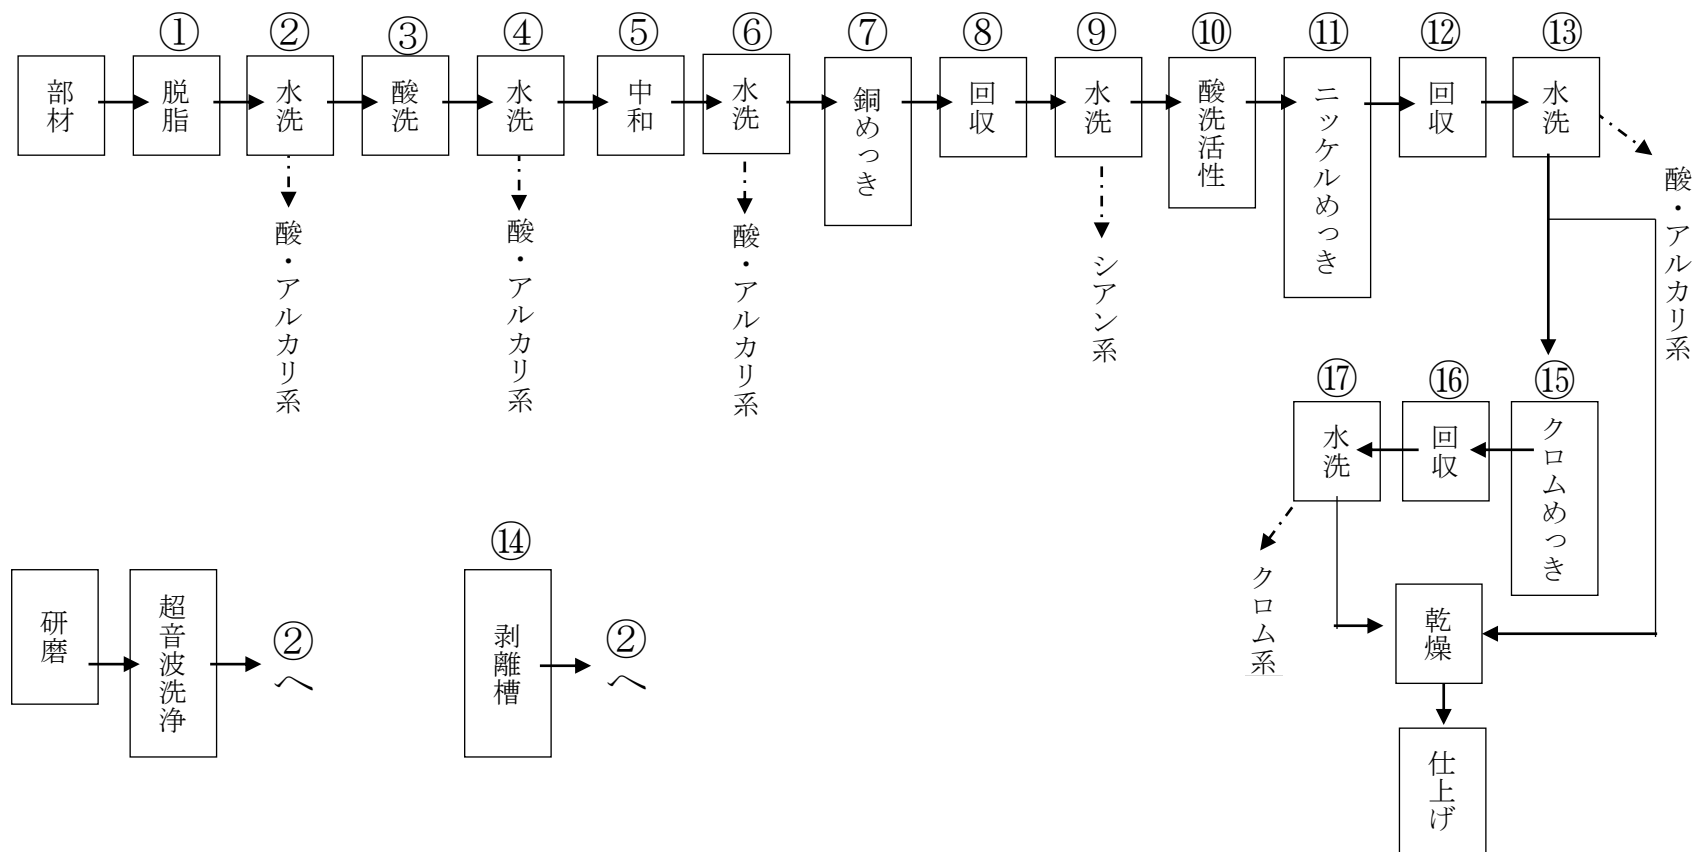 ①
②
③
④
⑤
⑥
⑦
⑧
⑨
⑩
⑪
⑫
⑬
部材
脱脂
水洗
酸洗
水洗
中和
水洗
銅めっき
回収
水洗
酸洗活性
ニッケルめっき
回収
水洗
酸・アルカリ系
酸・アルカリ系
酸・アルカリ系
シアン系
酸・アルカリ系
⑰
⑯
⑮
水洗
回収
クロムめっき
クロム系
⑭
研磨
超音波洗浄
②へ
剥離槽
②へ
乾燥
仕上げ